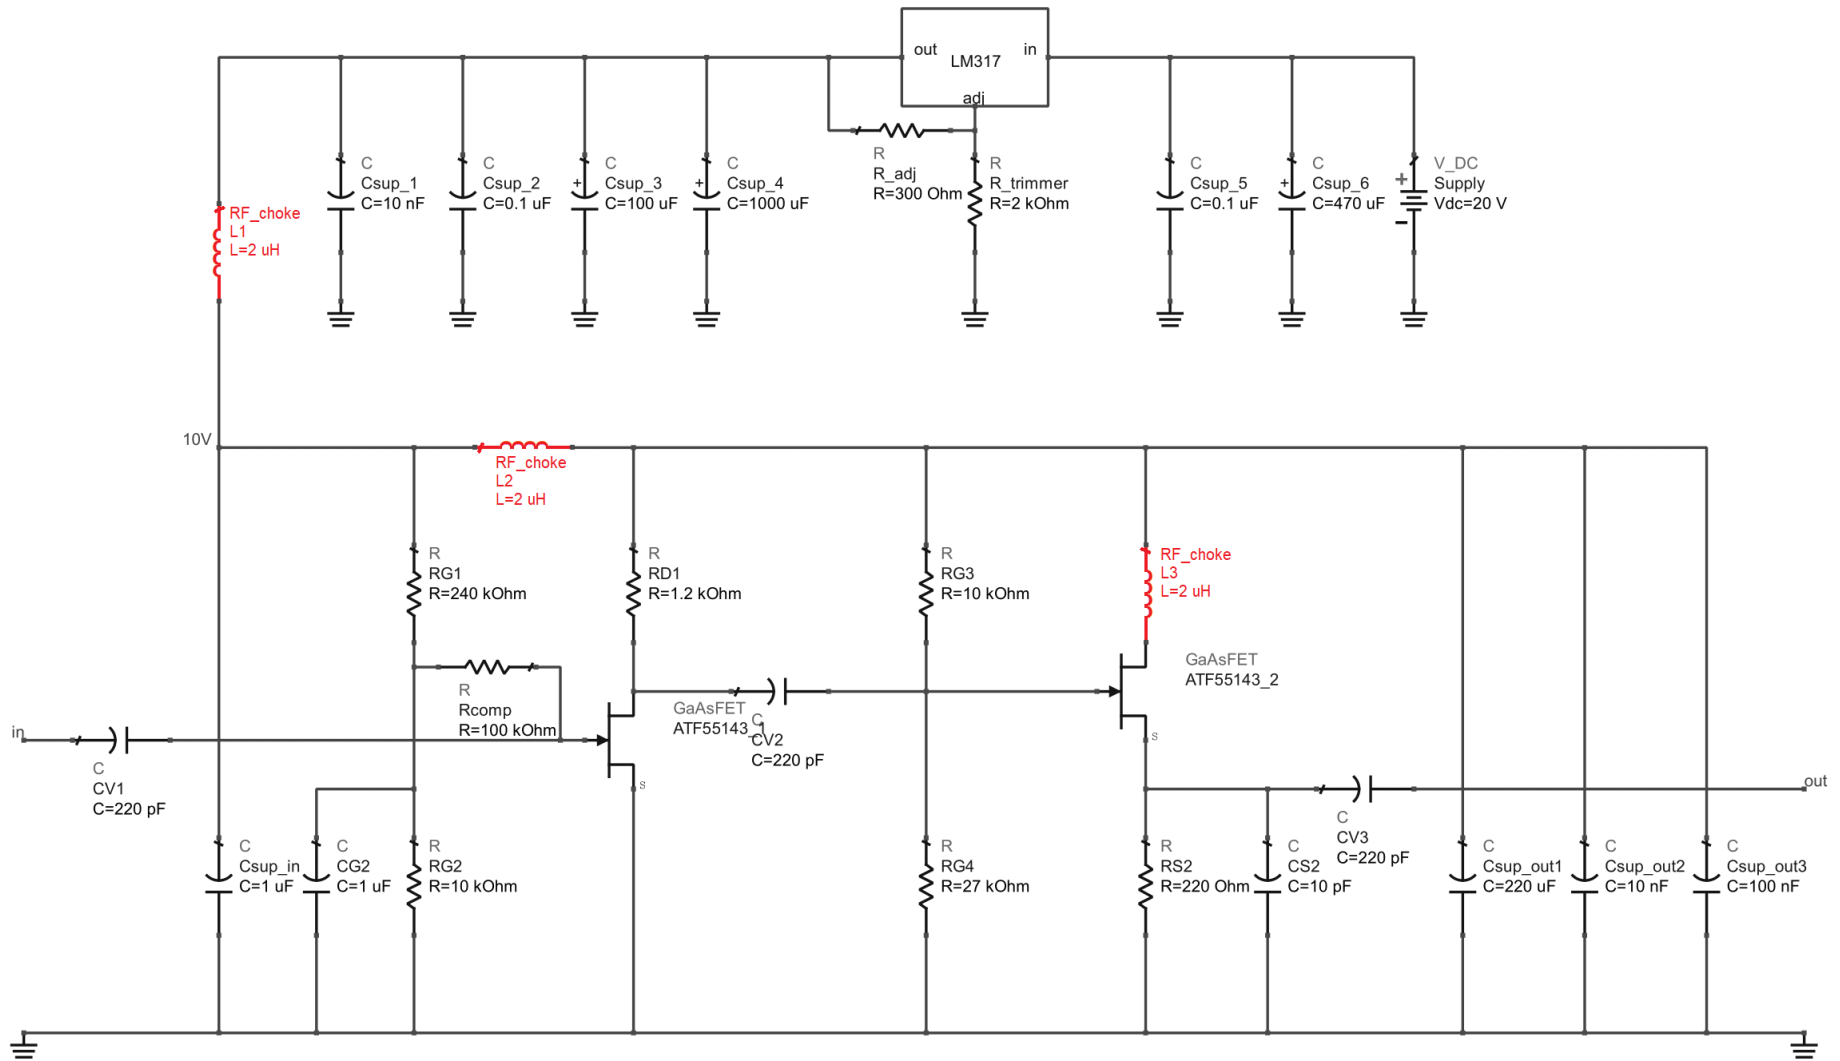 out
in
LM317
adj
C
Csup_1
C=10 nF
C
Csup_2
C=0.1 uF
+
C
Csup_3
C=100 uF
+
C
Csup_4
C=1000 uF
R
R_adj
R=300 Ohm
R
R_trimmer
R=2 kOhm
C
Csup_5
C=0.1 uF
+
C
Csup_6
C=470 uF
+
-
V_DC
Supply
Vdc=20 V
RF_choke
L1
L=2 uH
10V
RF_choke
L2
L=2 uH
R
RG1
R=240 kOhm
R
RD1
R=1.2 kOhm
R
RG3
R=10 kOhm
RF_choke
L3
L=2 uH
R
Rcomp
R=100 kOhm
GaAsFET
ATF55143_1
s
C
CV2
C=220 pF
GaAsFET
ATF55143_2
s
in
C
CV1
C=220 pF
out
C
CV3
C=220 pF
C
Csup_in
C=1 uF
C
CG2
C=1 uF
R
RG2
R=10 kOhm
R
RG4
R=27 kOhm
R
RS2
R=220 Ohm
C
CS2
C=10 pF
C
Csup_out1
C=220 uF
C
Csup_out2
C=10 nF
C
Csup_out3
C=100 nF